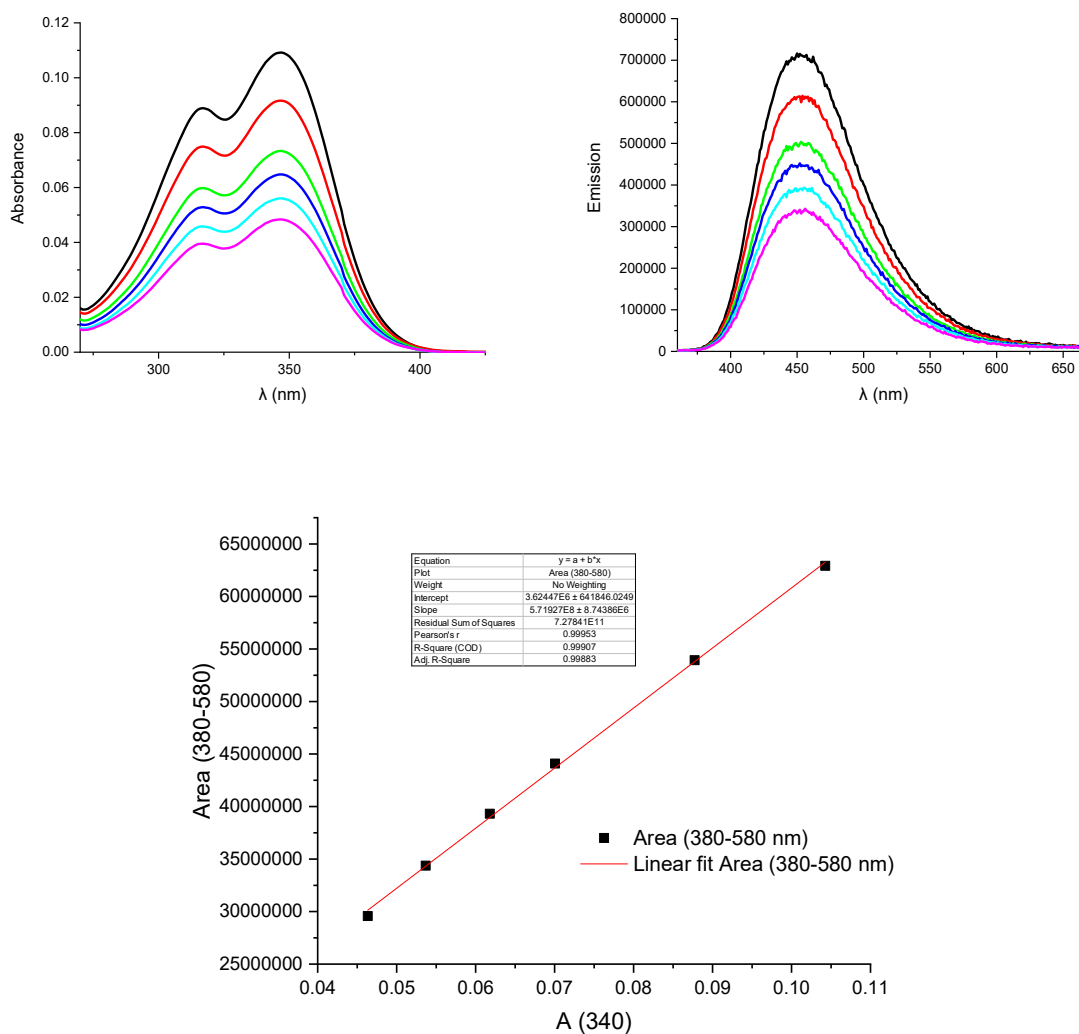 0.12
0.10
0.08
0.06
0.04
0.02
0.00
Absorbance
300
350
400
λ (nm)
800000
700000
600000
500000
400000
300000
200000
100000
0
Emission
400
450
500
550
600
650
λ (nm)
65000000
60000000
55000000
50000000
45000000
40000000
35000000
30000000
25000000
Area (380-580)
Equation y = a + b*x
Plot Area (380-580)
Weight No Weighting
Intercept 3.62447E6 ± 641846.0249
Slope 5.71927E8 ± 8.74386E6
Residual Sum of Squares 7.27841E11
Pearson's r 0.99953
R-Square (COD) 0.99907
Adj. R-Square 0.99883
Area (380-580 nm)
Linear fit Area (380-580 nm)
0.04
0.05
0.06
0.07
0.08
0.09
0.10
0.11
A (340)